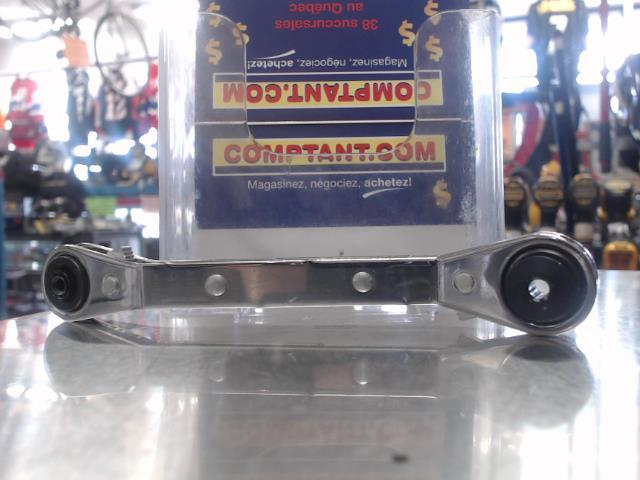 38 succursales
au Québec
Magasinez, négociez, achetez!
COMPTANT.COM
COMPTANT.COM
Magasinez, négociez, achetez!